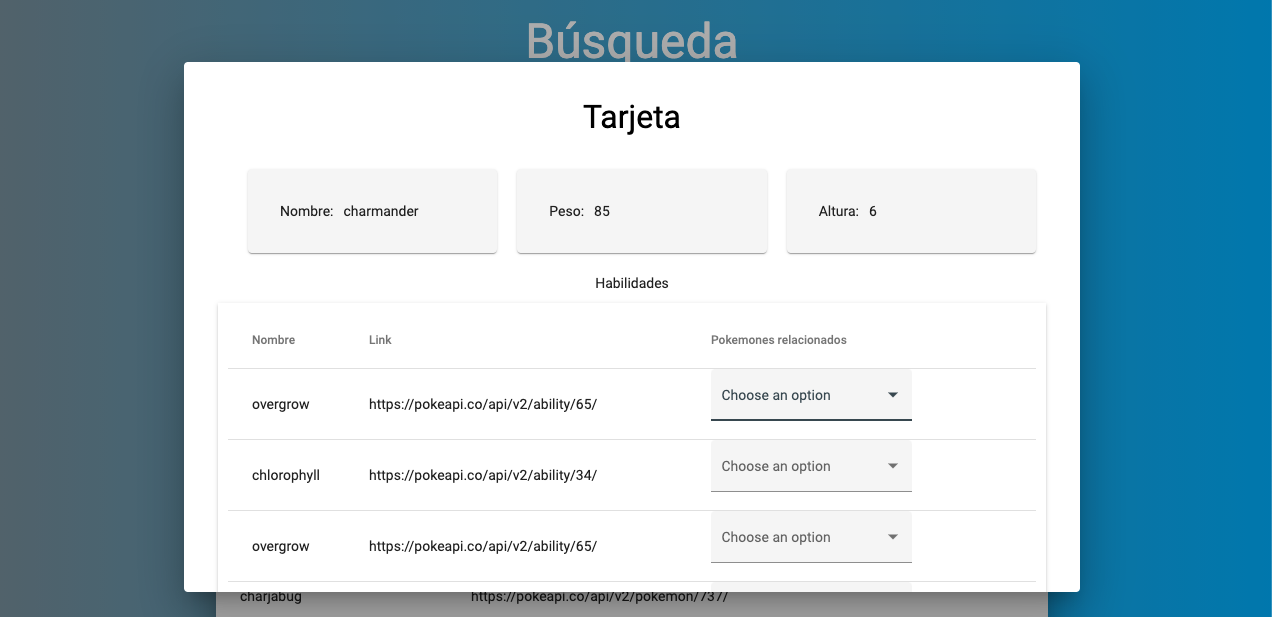 Búsqueda
Tarjeta
Nombre: charmander
Peso: 85
Altura: 6
Habilidades
Nombre Link Pokemones relacionados
overgrow https://pokeapi.co/api/v2/ability/65/ Choose an option
chlorophyll https://pokeapi.co/api/v2/ability/34/ Choose an option
overgrow https://pokeapi.co/api/v2/ability/65/ Choose an option
charjabug https://pokeapi.co/api/v2/pokemon/737/